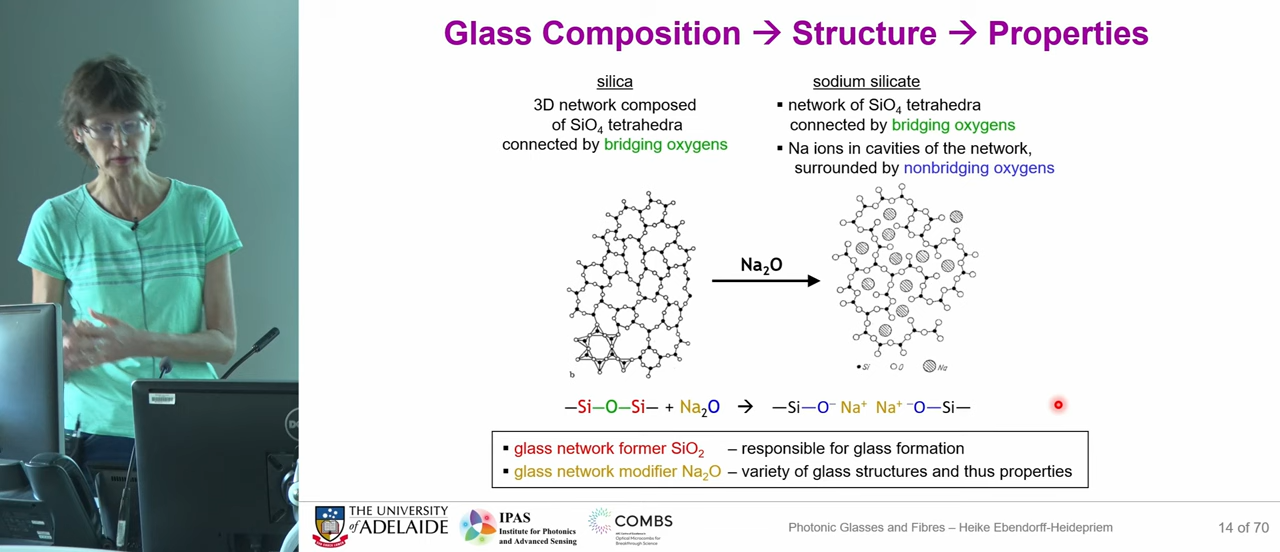 Glass Composition → Structure → Properties
silica
3D network composed
of SiO₄ tetrahedra
connected by bridging oxygens
sodium silicate
▪ network of SiO₄ tetrahedra
connected by bridging oxygens
▪ Na ions in cavities of the network,
surrounded by nonbridging oxygens
Na₂O
b
Si O Na
—Si—O—Si— + Na₂O → —Si—O⁻ Na⁺ Na⁺ ⁻O—Si—
▪ glass network former SiO₂ – responsible for glass formation
▪ glass network modifier Na₂O – variety of glass structures and thus properties
THE UNIVERSITY
of ADELAIDE
IPAS
Institute for Photonics
and Advanced Sensing
COMBS
Photonic Glasses and Fibres – Heike Ebendorff-Heidepriem
14 of 70